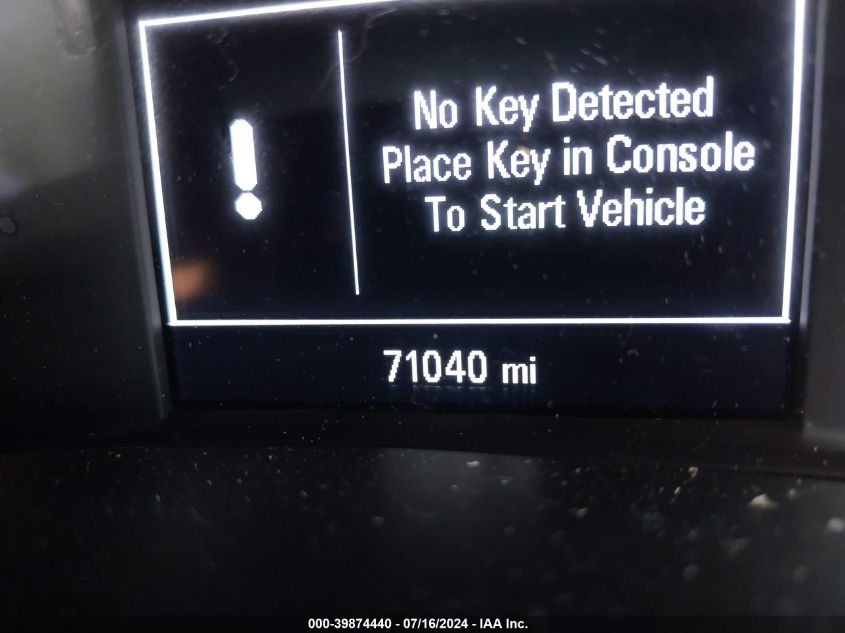 No Key Detected
Place Key in Console
To Start Vehicle
71040 mi
000-39874440 - 07/16/2024 - IAA Inc.